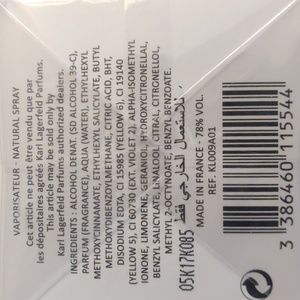 VAPORISATEUR - NATURAL SPRAY
Cet article ne peut être vendu que par
les dépositaires agréés Karl Lagerfeld Parfums.
This article may be sold only by
Karl Lagerfeld Parfums authorized dealers.
INGREDIENTS : ALCOHOL DENAT (SD ALCOHOL 39-C),
PARFUM (FRAGRANCE), AQUA (WATER), ETHYLHEXYL
METHOXYCINNAMATE, ETHYLHEXYL SALICYLATE, BUTYL
METHOXYDIBENZOYLMETHANE, CITRIC ACID, BHT,
DISODIUM EDTA, CI 15985 (YELLOW 6), CI 19140
(YELLOW 5), CI 60730 (EXT. VIOLET 2), ALPHA-ISOMETHYL
IONONE, LIMONENE, GERANIOL, HYDROXYCITRONELLAL,
BENZYL SALICYLATE, LINALOOL, CITRAL, CITRONELLOL,
METHYL 2-OCTYNOATE, BENZYL BENZOATE.
للاستعمال الخارجي فقط
MADE IN FRANCE - 78% VOL.
REF. KL009A01
05K17K085
3 386460 115544